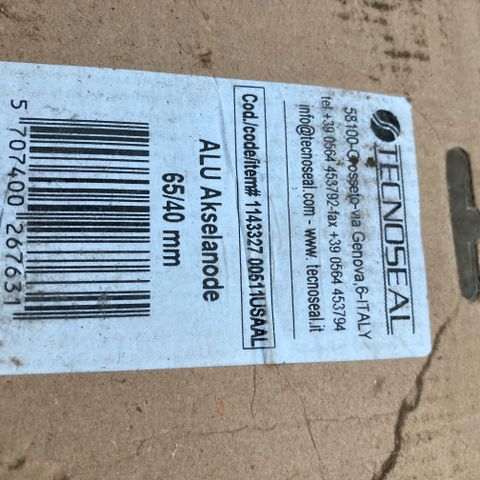 TECNOSEAL
58100-Grosseto-via Genova,6-ITALY
tel +39 0564 453792-fax +39 0564 453794
info@tecnoseal.com - www.tecnoseal.it
Cod./code/item# 1143327 00511USAAL
ALU Akselanode
65/40 mm
5 707400 267631